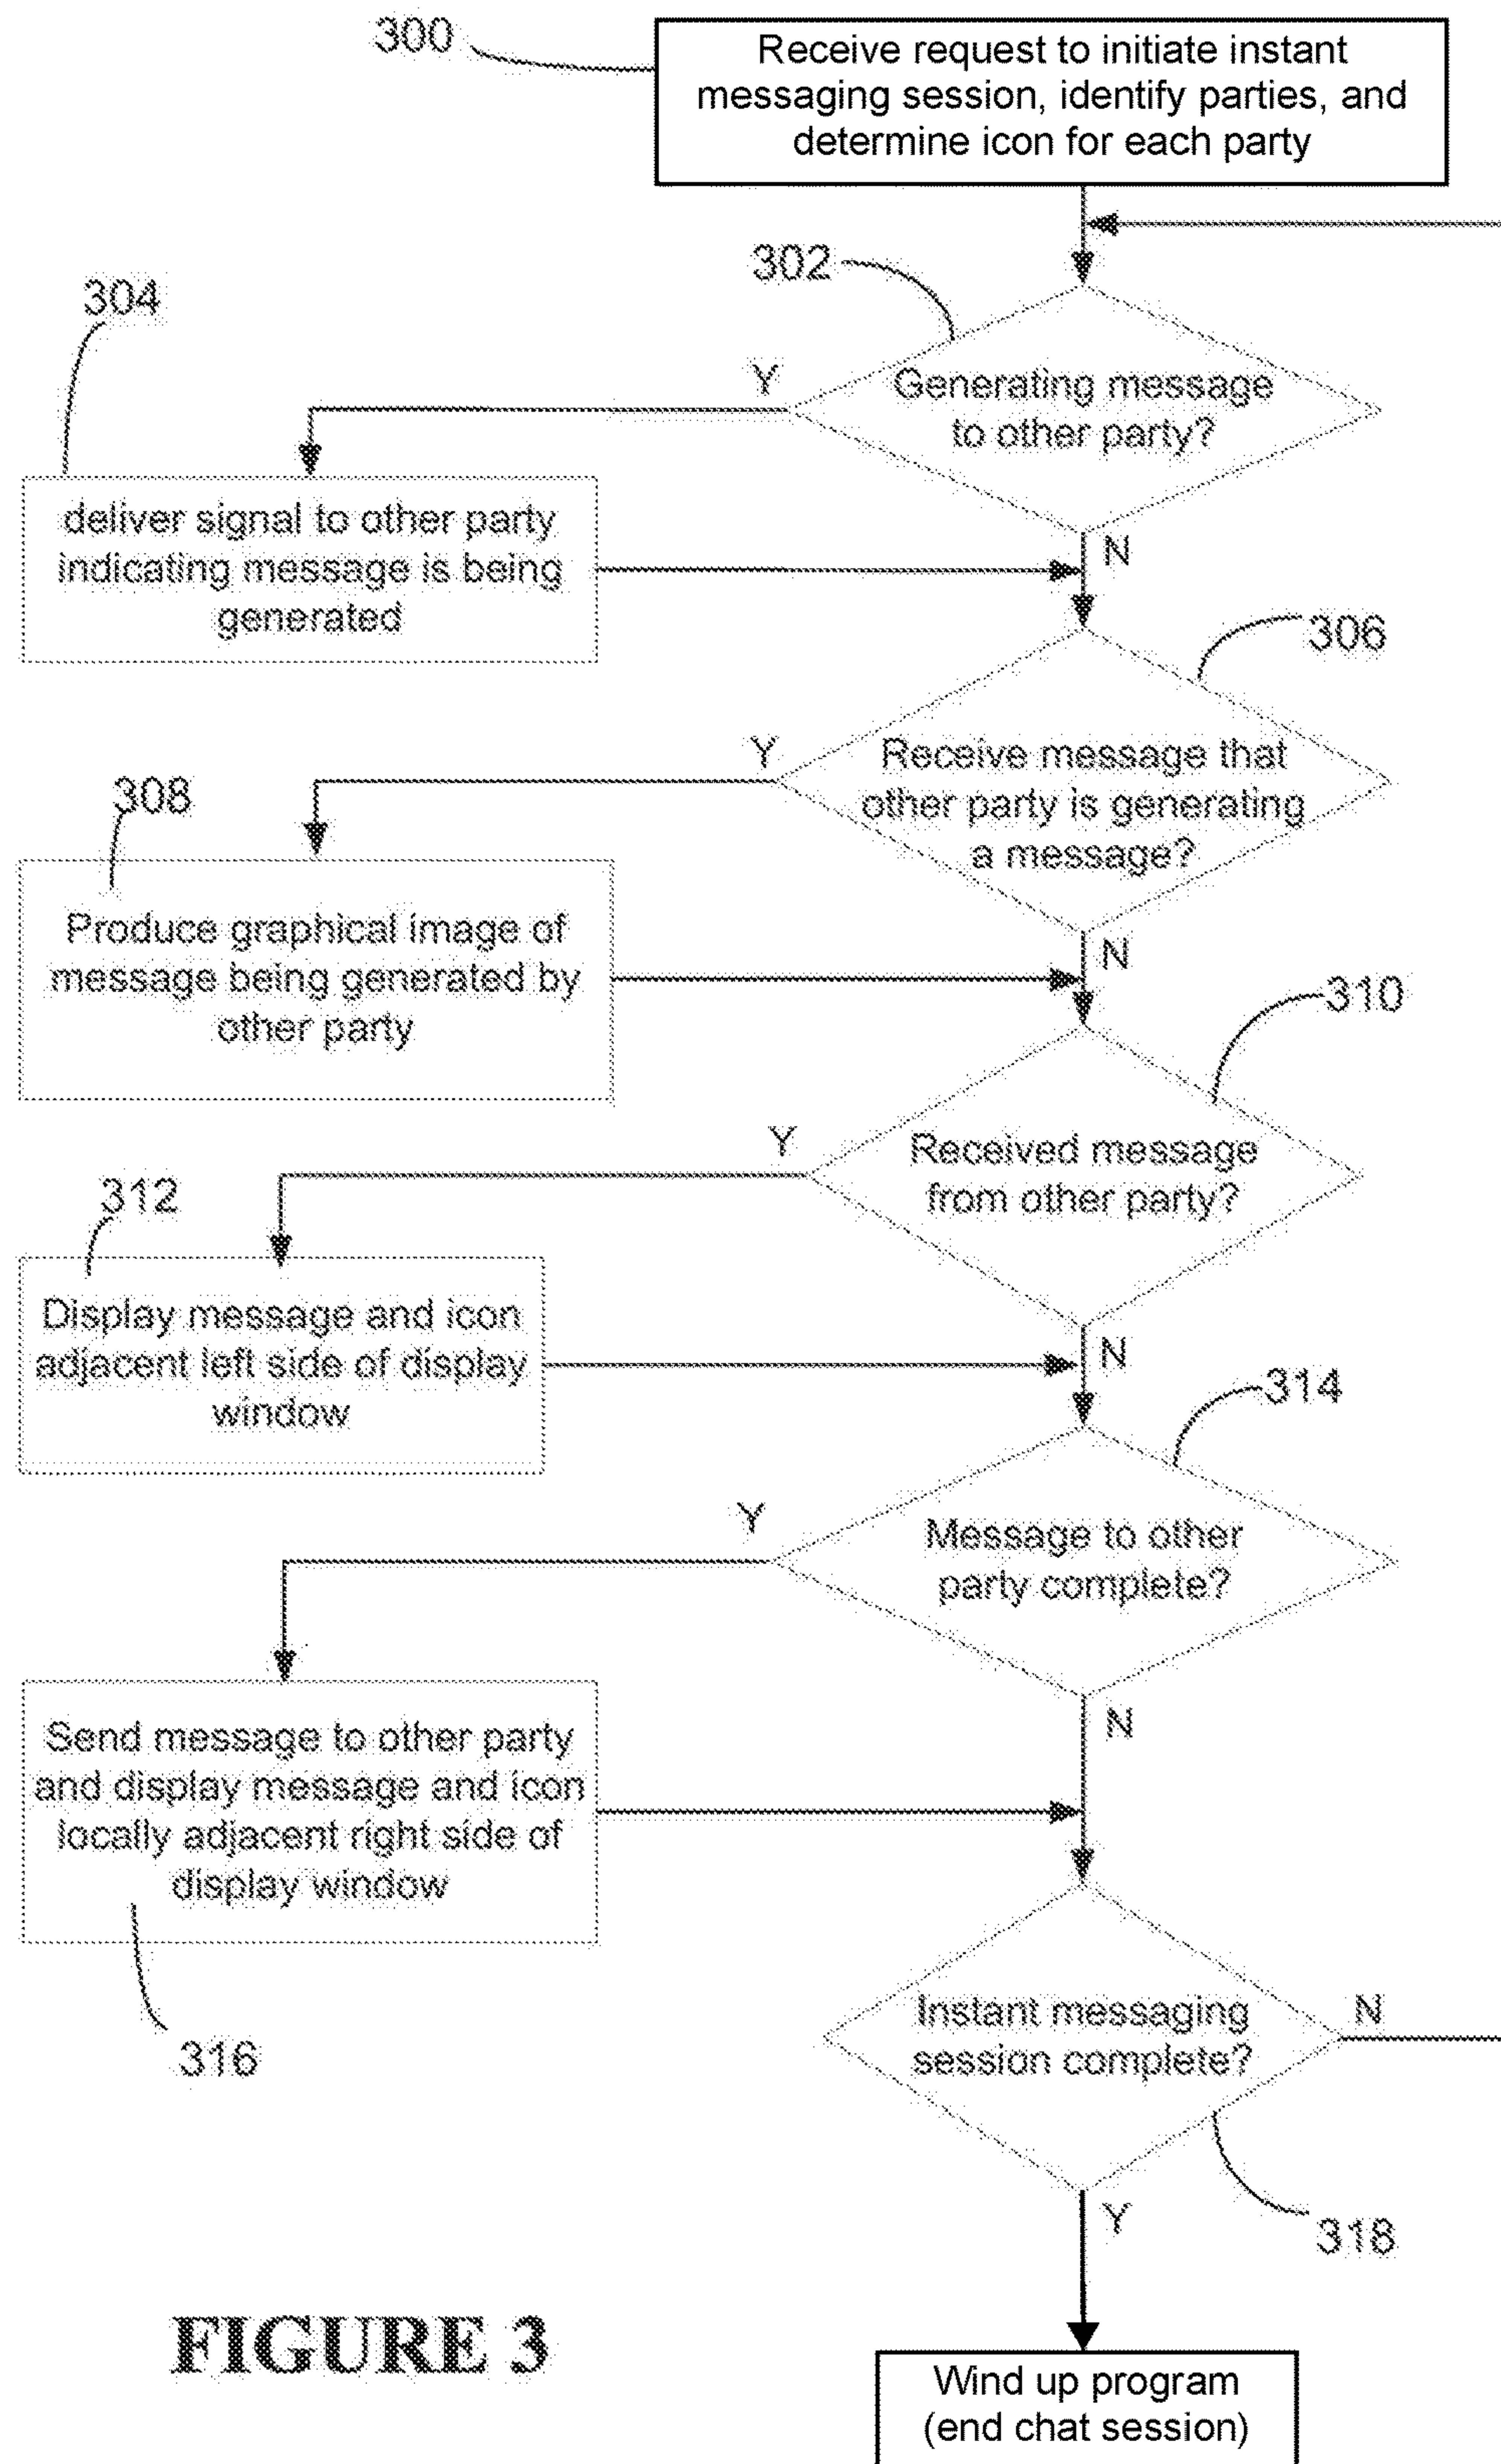 300
Receive request to initiate instant
messaging session, identify parties, and
determine icon for each party
302
304
Y
Generating message
to other party?
deliver signal to other party
indicating message is being
generated
N
306
Y
Receive message that
other party is generating
a message?
308
Produce graphical image of
message being generated by
other party
N
310
Y
Received message
from other party?
312
Display message and icon
adjacent left side of display
window
N
314
Y
Message to other
party complete?
Send message to other party
and display message and icon
locally adjacent right side of
display window
N
316
Instant messaging
session complete?
N
318
Y
FIGURE 3
Wind up program
(end chat session)